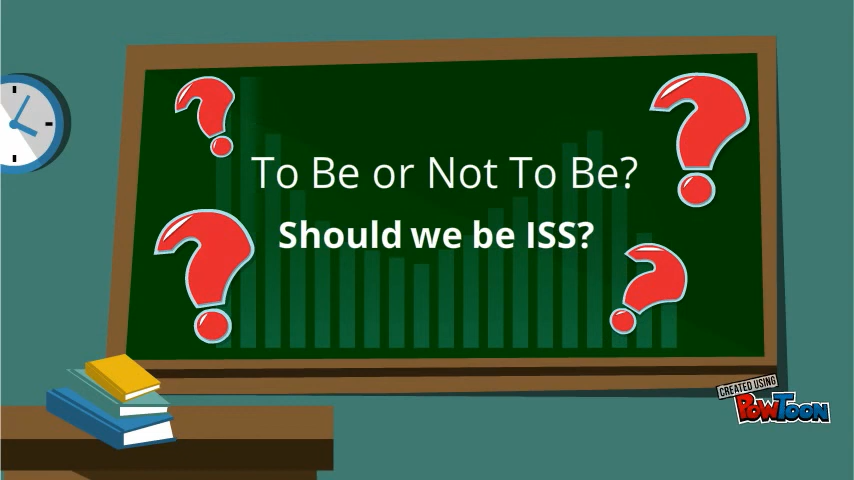 To Be or Not To Be?
Should we be ISS?
CREATED USING
POWTOON